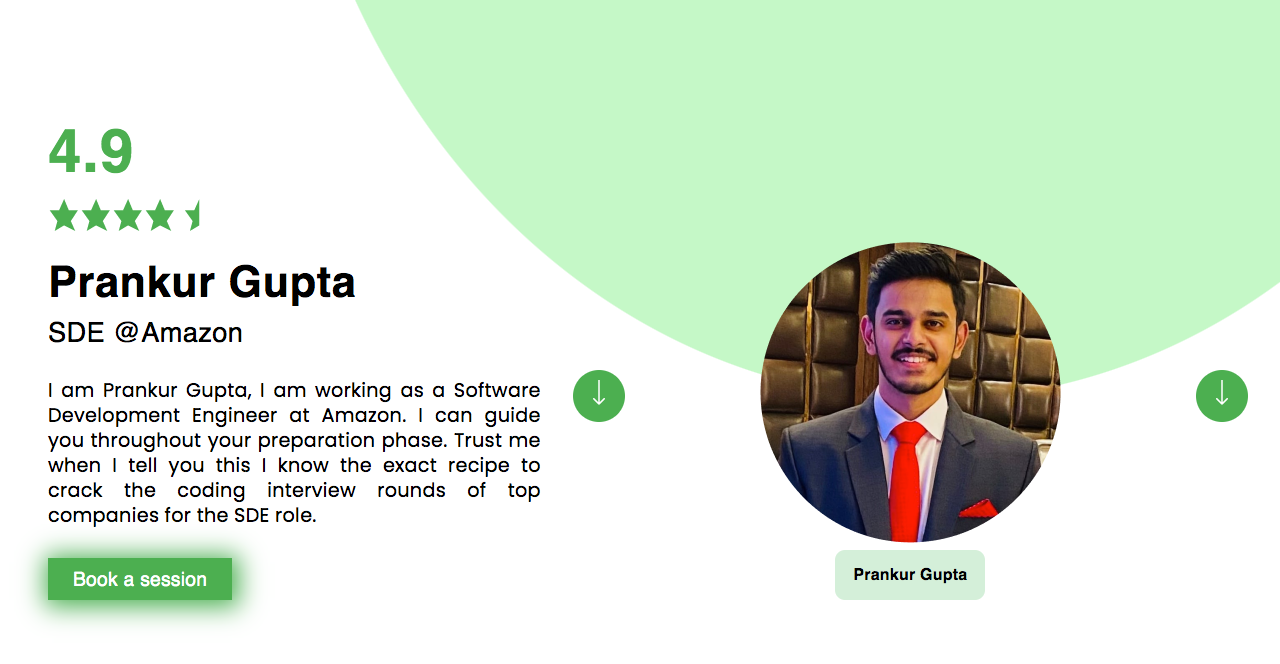 4.9
Prankur Gupta
SDE @Amazon
I am Prankur Gupta, I am working as a Software
Development Engineer at Amazon. I can guide
you throughout your preparation phase. Trust me
when I tell you this I know the exact recipe to
crack the coding interview rounds of top
companies for the SDE role.
Book a session
Prankur Gupta